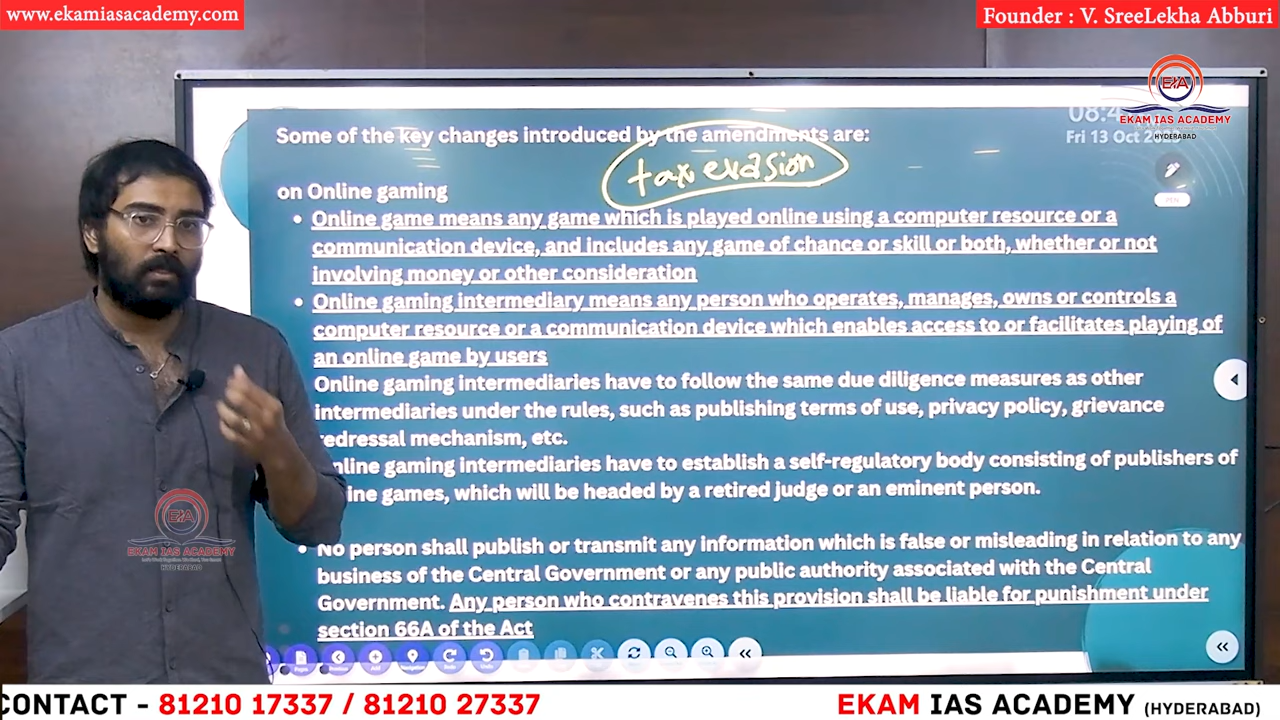 www.ekamiasacademy.com
Founder : V. SreeLekha Abburi
EIA
EKAM IAS ACADEMY
HYDERABAD
Fri 13 Oct
PEN
Some of the key changes introduced by the amendments are:
tax evasion
on Online gaming
• Online game means any game which is played online using a computer resource or a
communication device, and includes any game of chance or skill or both, whether or not
involving money or other consideration
• Online gaming intermediary means any person who operates, manages, owns or controls a
computer resource or a communication device which enables access to or facilitates playing of
an online game by users
Online gaming intermediaries have to follow the same due diligence measures as other
intermediaries under the rules, such as publishing terms of use, privacy policy, grievance
redressal mechanism, etc.
gaming intermediaries have to establish a self-regulatory body consisting of publishers of
games, which will be headed by a retired judge or an eminent person.
• No person shall publish or transmit any information which is false or misleading in relation to any
business of the Central Government or any public authority associated with the Central
Government. Any person who contravenes this provision shall be liable for punishment under
section 66A of the Act
EIA
EKAM IAS ACADEMY
HYDERABAD
CONTACT - 81210 17337 / 81210 27337
EKAM IAS ACADEMY (HYDERABAD)